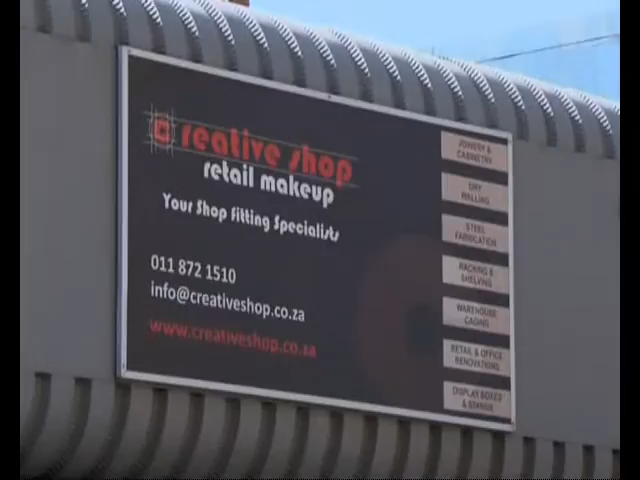 creative shop
retail makeup
Your Shop Fitting Specialists
011 872 1510
info@creativeshop.co.za
www.creativeshop.co.za
JOINERY &
CABINETRY
DRY
WALLING
STEEL
FABRICATION
RACKING &
SHELVING
WAREHOUSE
CAGING
RETAIL & OFFICE
RENOVATIONS
DISPLAY BOXES
& STANDS